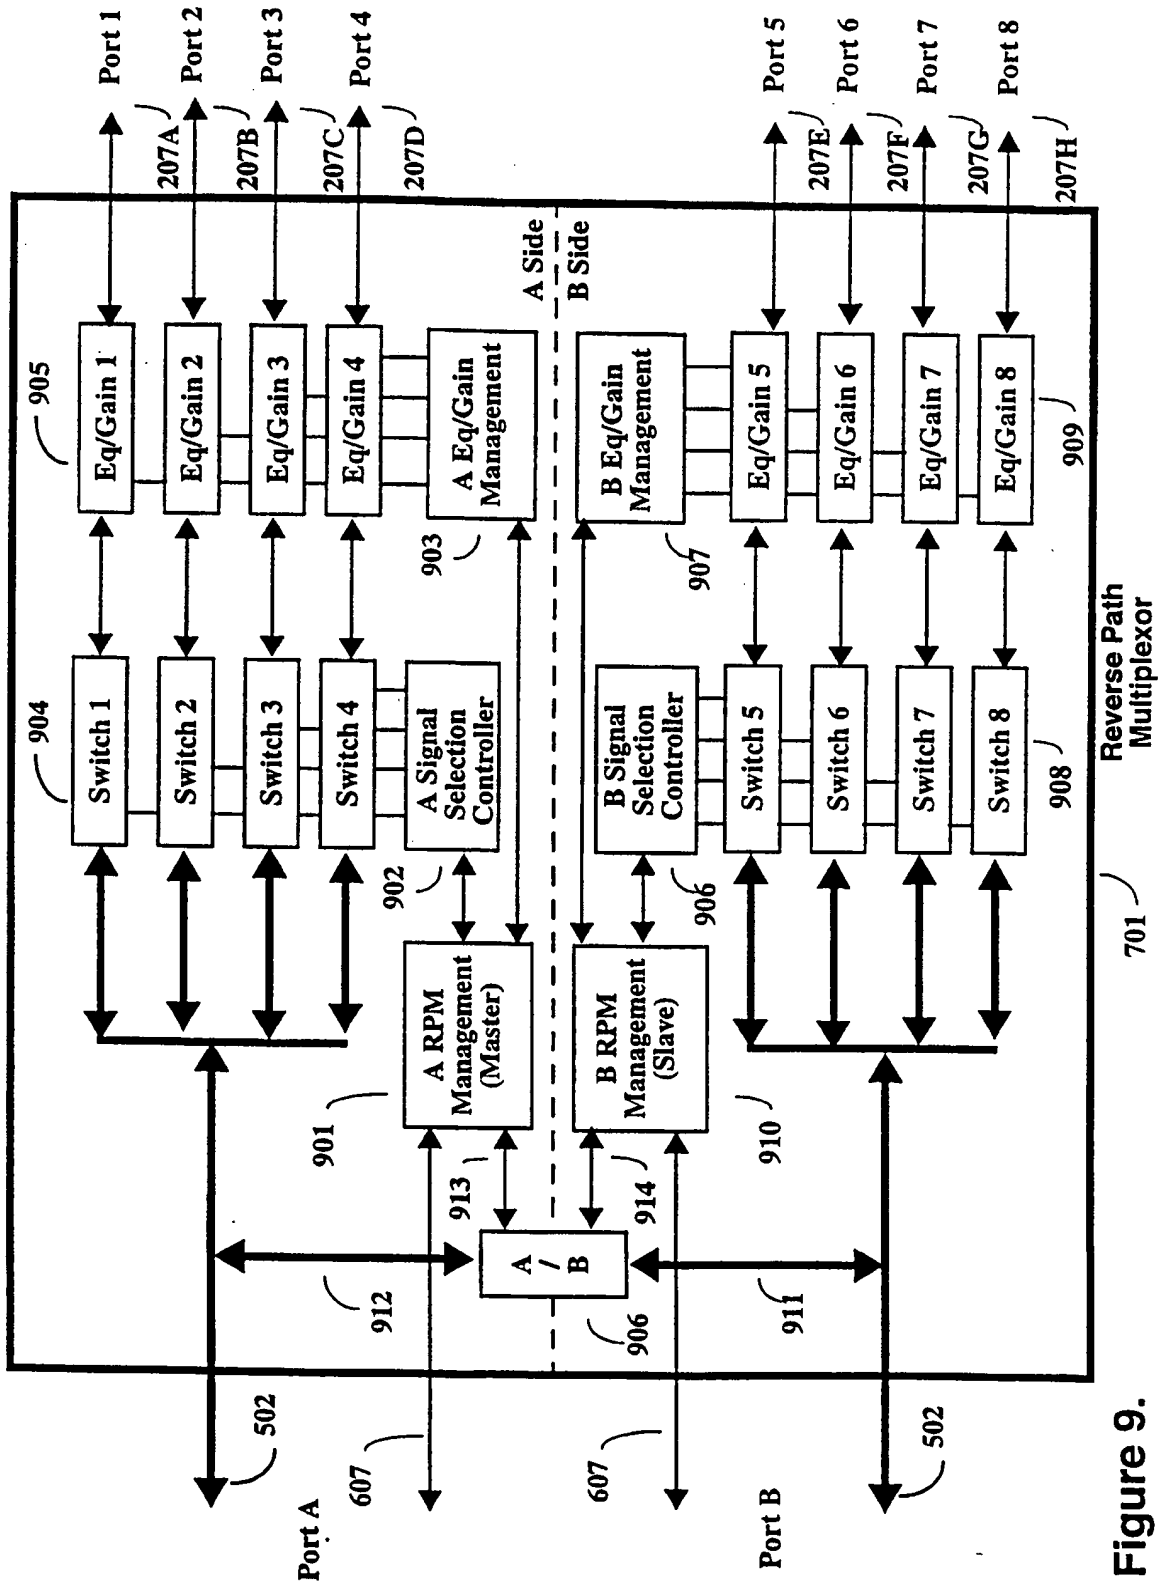 Port 1
Port 2
Port 3
Port 4
Port 5
Port 6
Port 7
Port 8
207A
207B
207C
207D
207E
207F
207G
207H
905
Eq/Gain 1
Eq/Gain 2
Eq/Gain 3
Eq/Gain 4
A Eq/Gain
Management
903
A Side
B Side
B Eq/Gain
Management
907
Eq/Gain 5
Eq/Gain 6
Eq/Gain 7
Eq/Gain 8
909
904
Switch 1
Switch 2
Switch 3
Switch 4
A Signal
Selection
Controller
902
B Signal
Selection
Controller
906
Switch 5
Switch 6
Switch 7
Switch 8
908
Reverse Path
Multiplexor
701
A RPM
Management
(Master)
901
B RPM
Management
(Slave)
910
913
914
A
/
B
906
912
911
502
607
Port A
607
502
Port B
Figure 9.